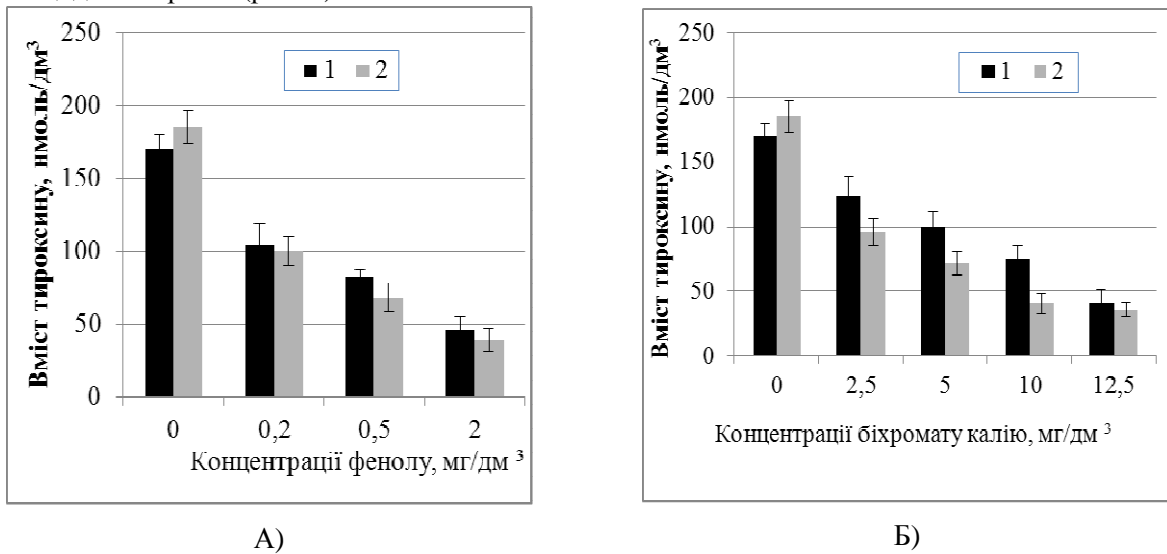 250
200
150
100
50
0
Вміст тироксину, нмоль/дм³
1 2
0 0,2 0,5 2
Концентрації фенолу, мг/дм ³
А)
250
200
150
100
50
0
Вміст тироксину, нмоль/дм³
1 2
0 2,5 5 10 12,5
Концентрації біхромату калію, мг/дм ³
Б)